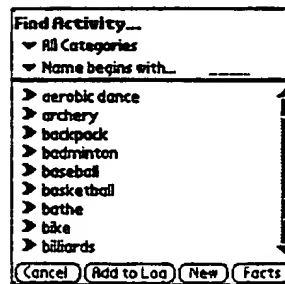 Find Activity...
All Categories
Name begins with... ____
aerobic dance
archery
backpack
badminton
baseball
basketball
bathe
bike
billiards
Cancel Add to Log New Facts